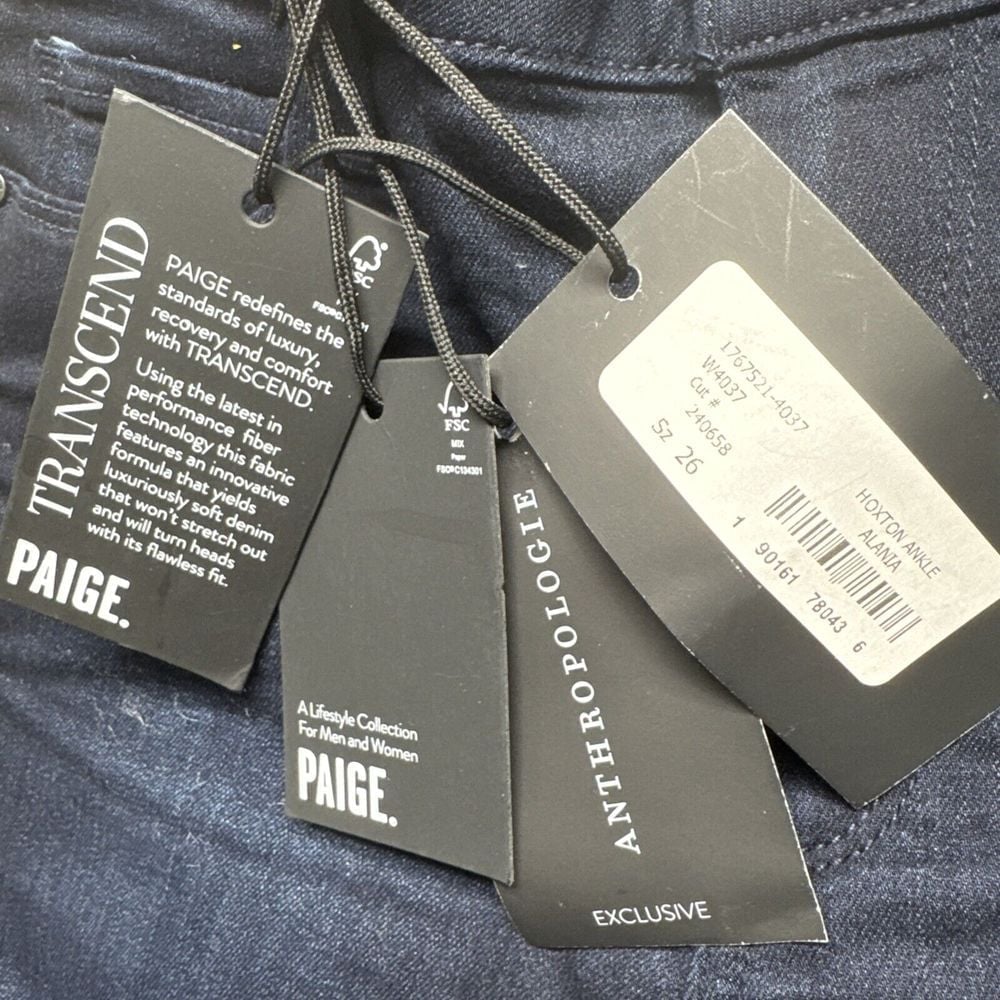 TRANSCEND
PAIGE redefines the
standards of luxury,
recovery and comfort
with TRANSCEND.
Using the latest in
performance fiber
technology this fabric
features an innovative
formula that yields
luxuriously soft denim
that won't stretch out
and will turn heads
with its flawless fit.
PAIGE.
FSC
FSC
MIX
Paper
FSC® C134301
A Lifestyle Collection
For Men and Women
PAIGE.
ANTHROPOLOGIE
EXCLUSIVE
1767521-4037
W4037
Cut #
240658
Sz 26
HOXTON ANKLE
ALANIA
1 90161 78043 6